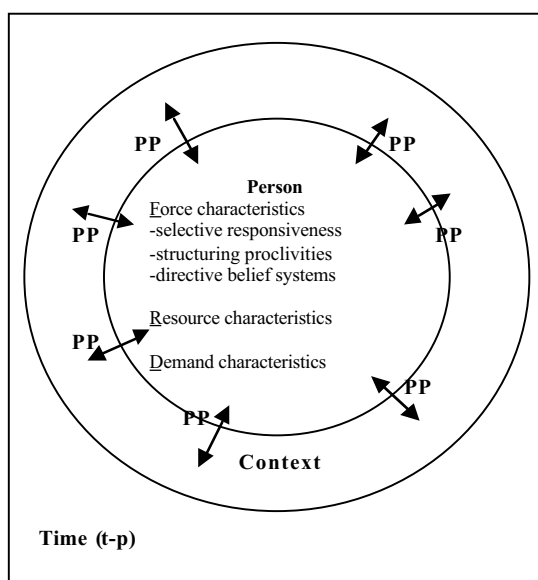 PP
PP
Person
Force characteristics
-selective responsiveness
PP
PP
-structuring proclivities
-directive belief systems
Resource characteristics
PP
Demand characteristics
PP
PP
Context
Time (t-p)